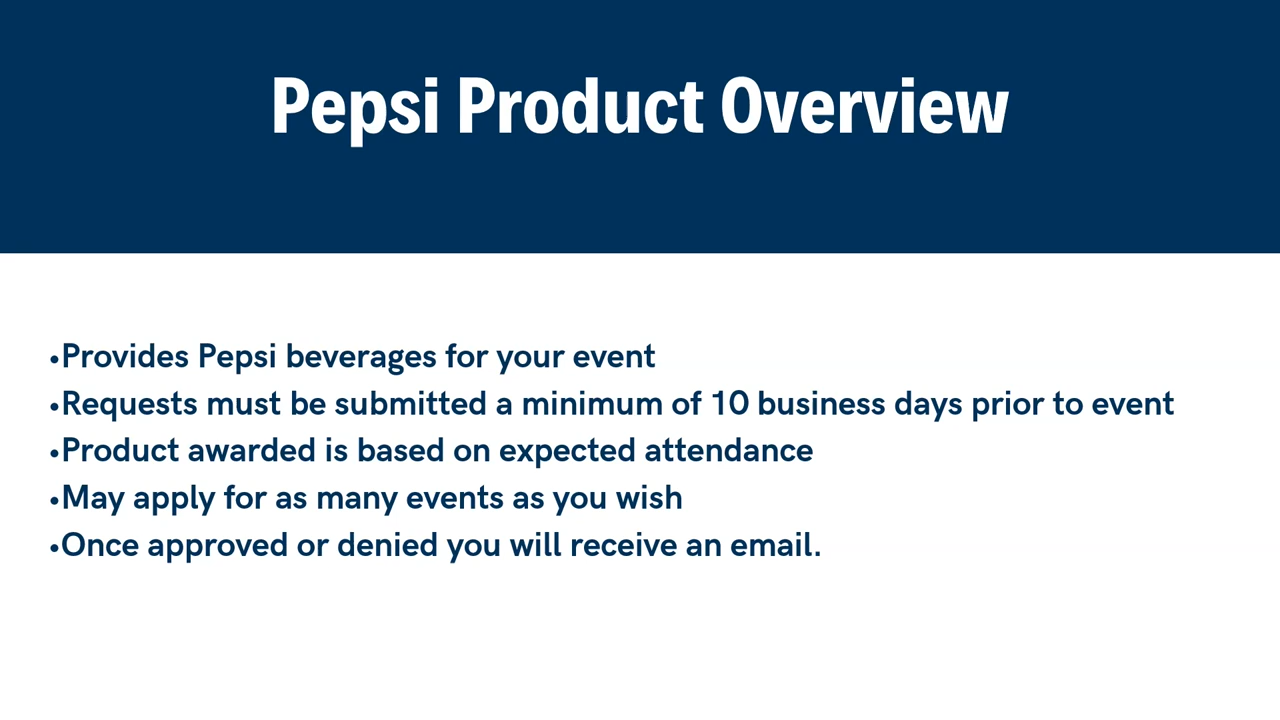 Pepsi Product Overview
•Provides Pepsi beverages for your event
•Requests must be submitted a minimum of 10 business days prior to event
•Product awarded is based on expected attendance
•May apply for as many events as you wish
•Once approved or denied you will receive an email.